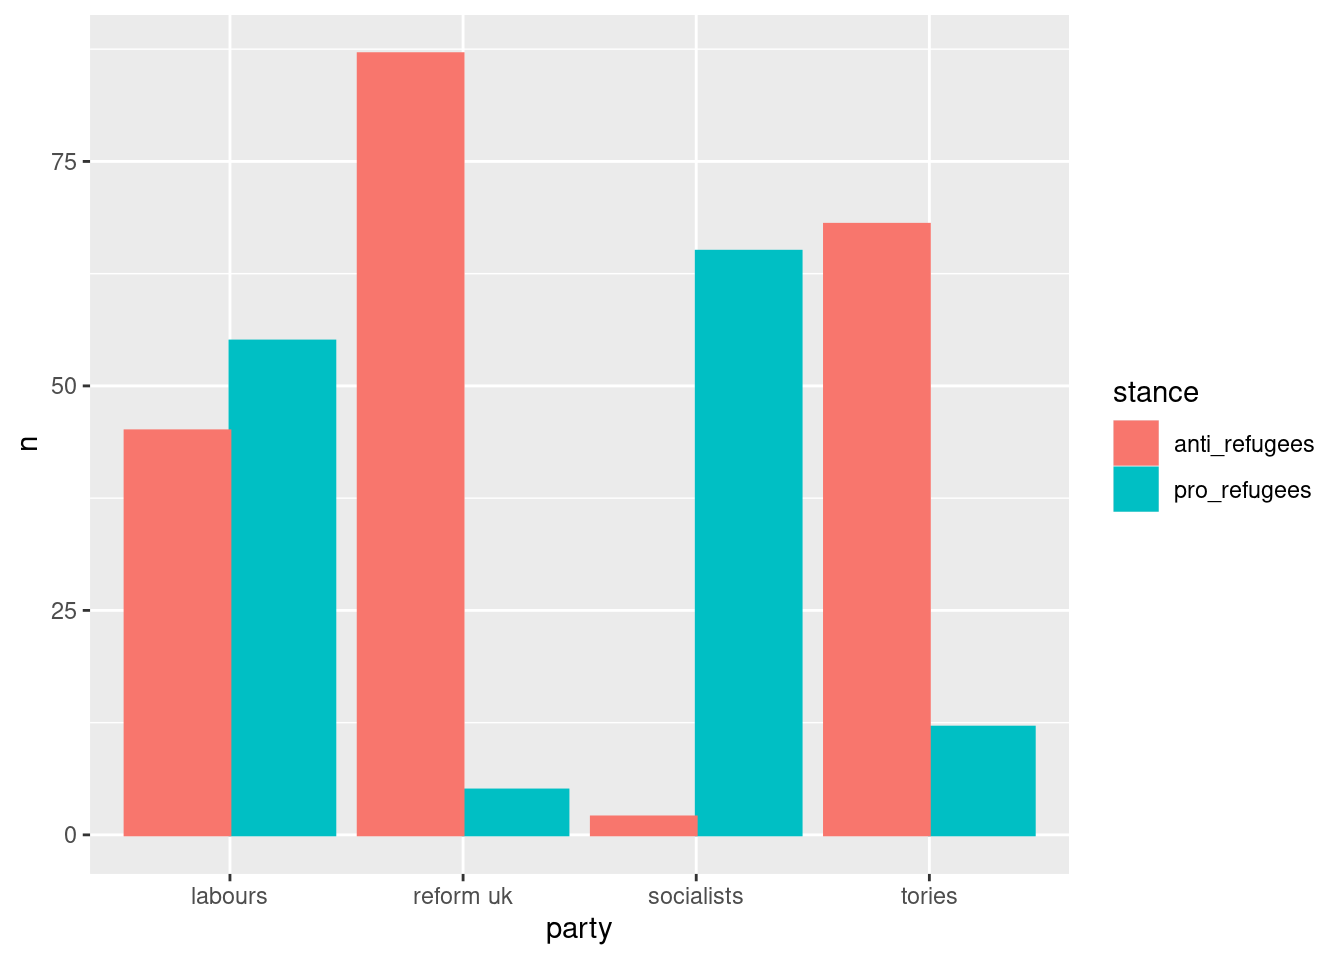 75
50
25
0
n
labours
reform uk
socialists
tories
party
stance
anti_refugees
pro_refugees